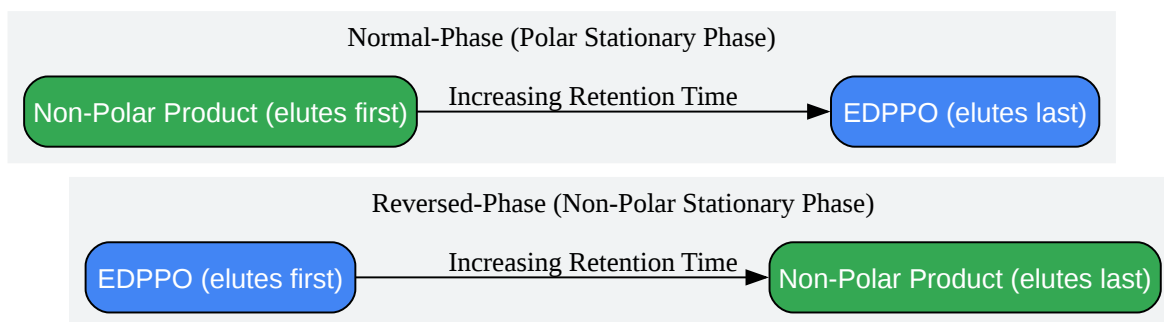 Normal-Phase (Polar Stationary Phase)
Non-Polar Product (elutes first)
Increasing Retention Time
EDPPO (elutes last)
Reversed-Phase (Non-Polar Stationary Phase)
EDPPO (elutes first)
Increasing Retention Time
Non-Polar Product (elutes last)